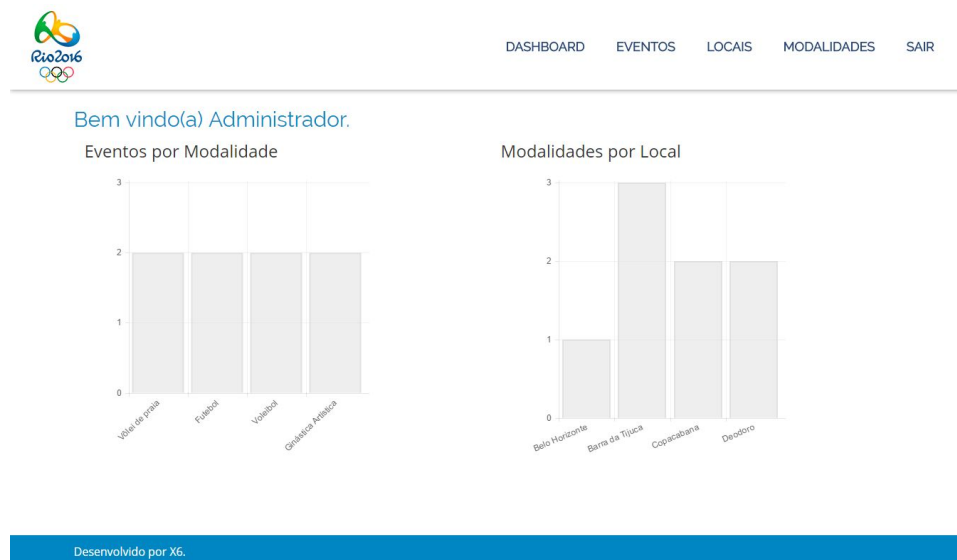 Rio2016
DASHBOARD EVENTOS LOCAIS MODALIDADES SAIR
Bem vindo(a) Administrador.
Eventos por Modalidade
3
2
1
0
Vôlei de praia
Futebol
Voleibol
Ginástica Artística
Modalidades por Local
3
2
1
0
Belo Horizonte
Barra da Tijuca
Copacabana
Deodoro
Desenvolvido por X6.